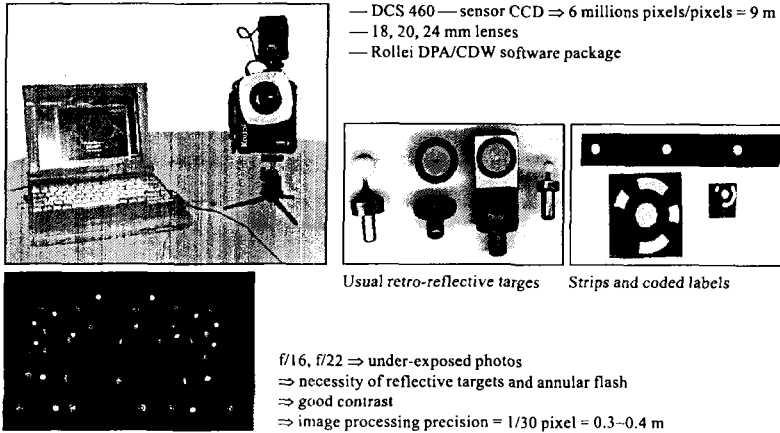 — DCS 460 — sensor CCD ⇒ 6 millions pixels/pixels = 9 m
— 18, 20, 24 mm lenses
— Rollei DPA/CDW software package
Usual retro-reflective targes
Strips and coded labels
f/16, f/22 ⇒ under-exposed photos
⇒ necessity of reflective targets and annular flash
⇒ good contrast
⇒ image processing precision = 1/30 pixel = 0.3–0.4 m